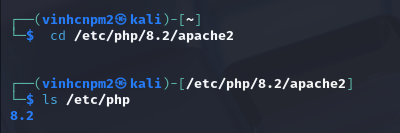 ┌──(vinhcnpm2㉿kali)-[~]
└─$ cd /etc/php/8.2/apache2
┌──(vinhcnpm2㉿kali)-[/etc/php/8.2/apache2]
└─$ ls /etc/php
8.2